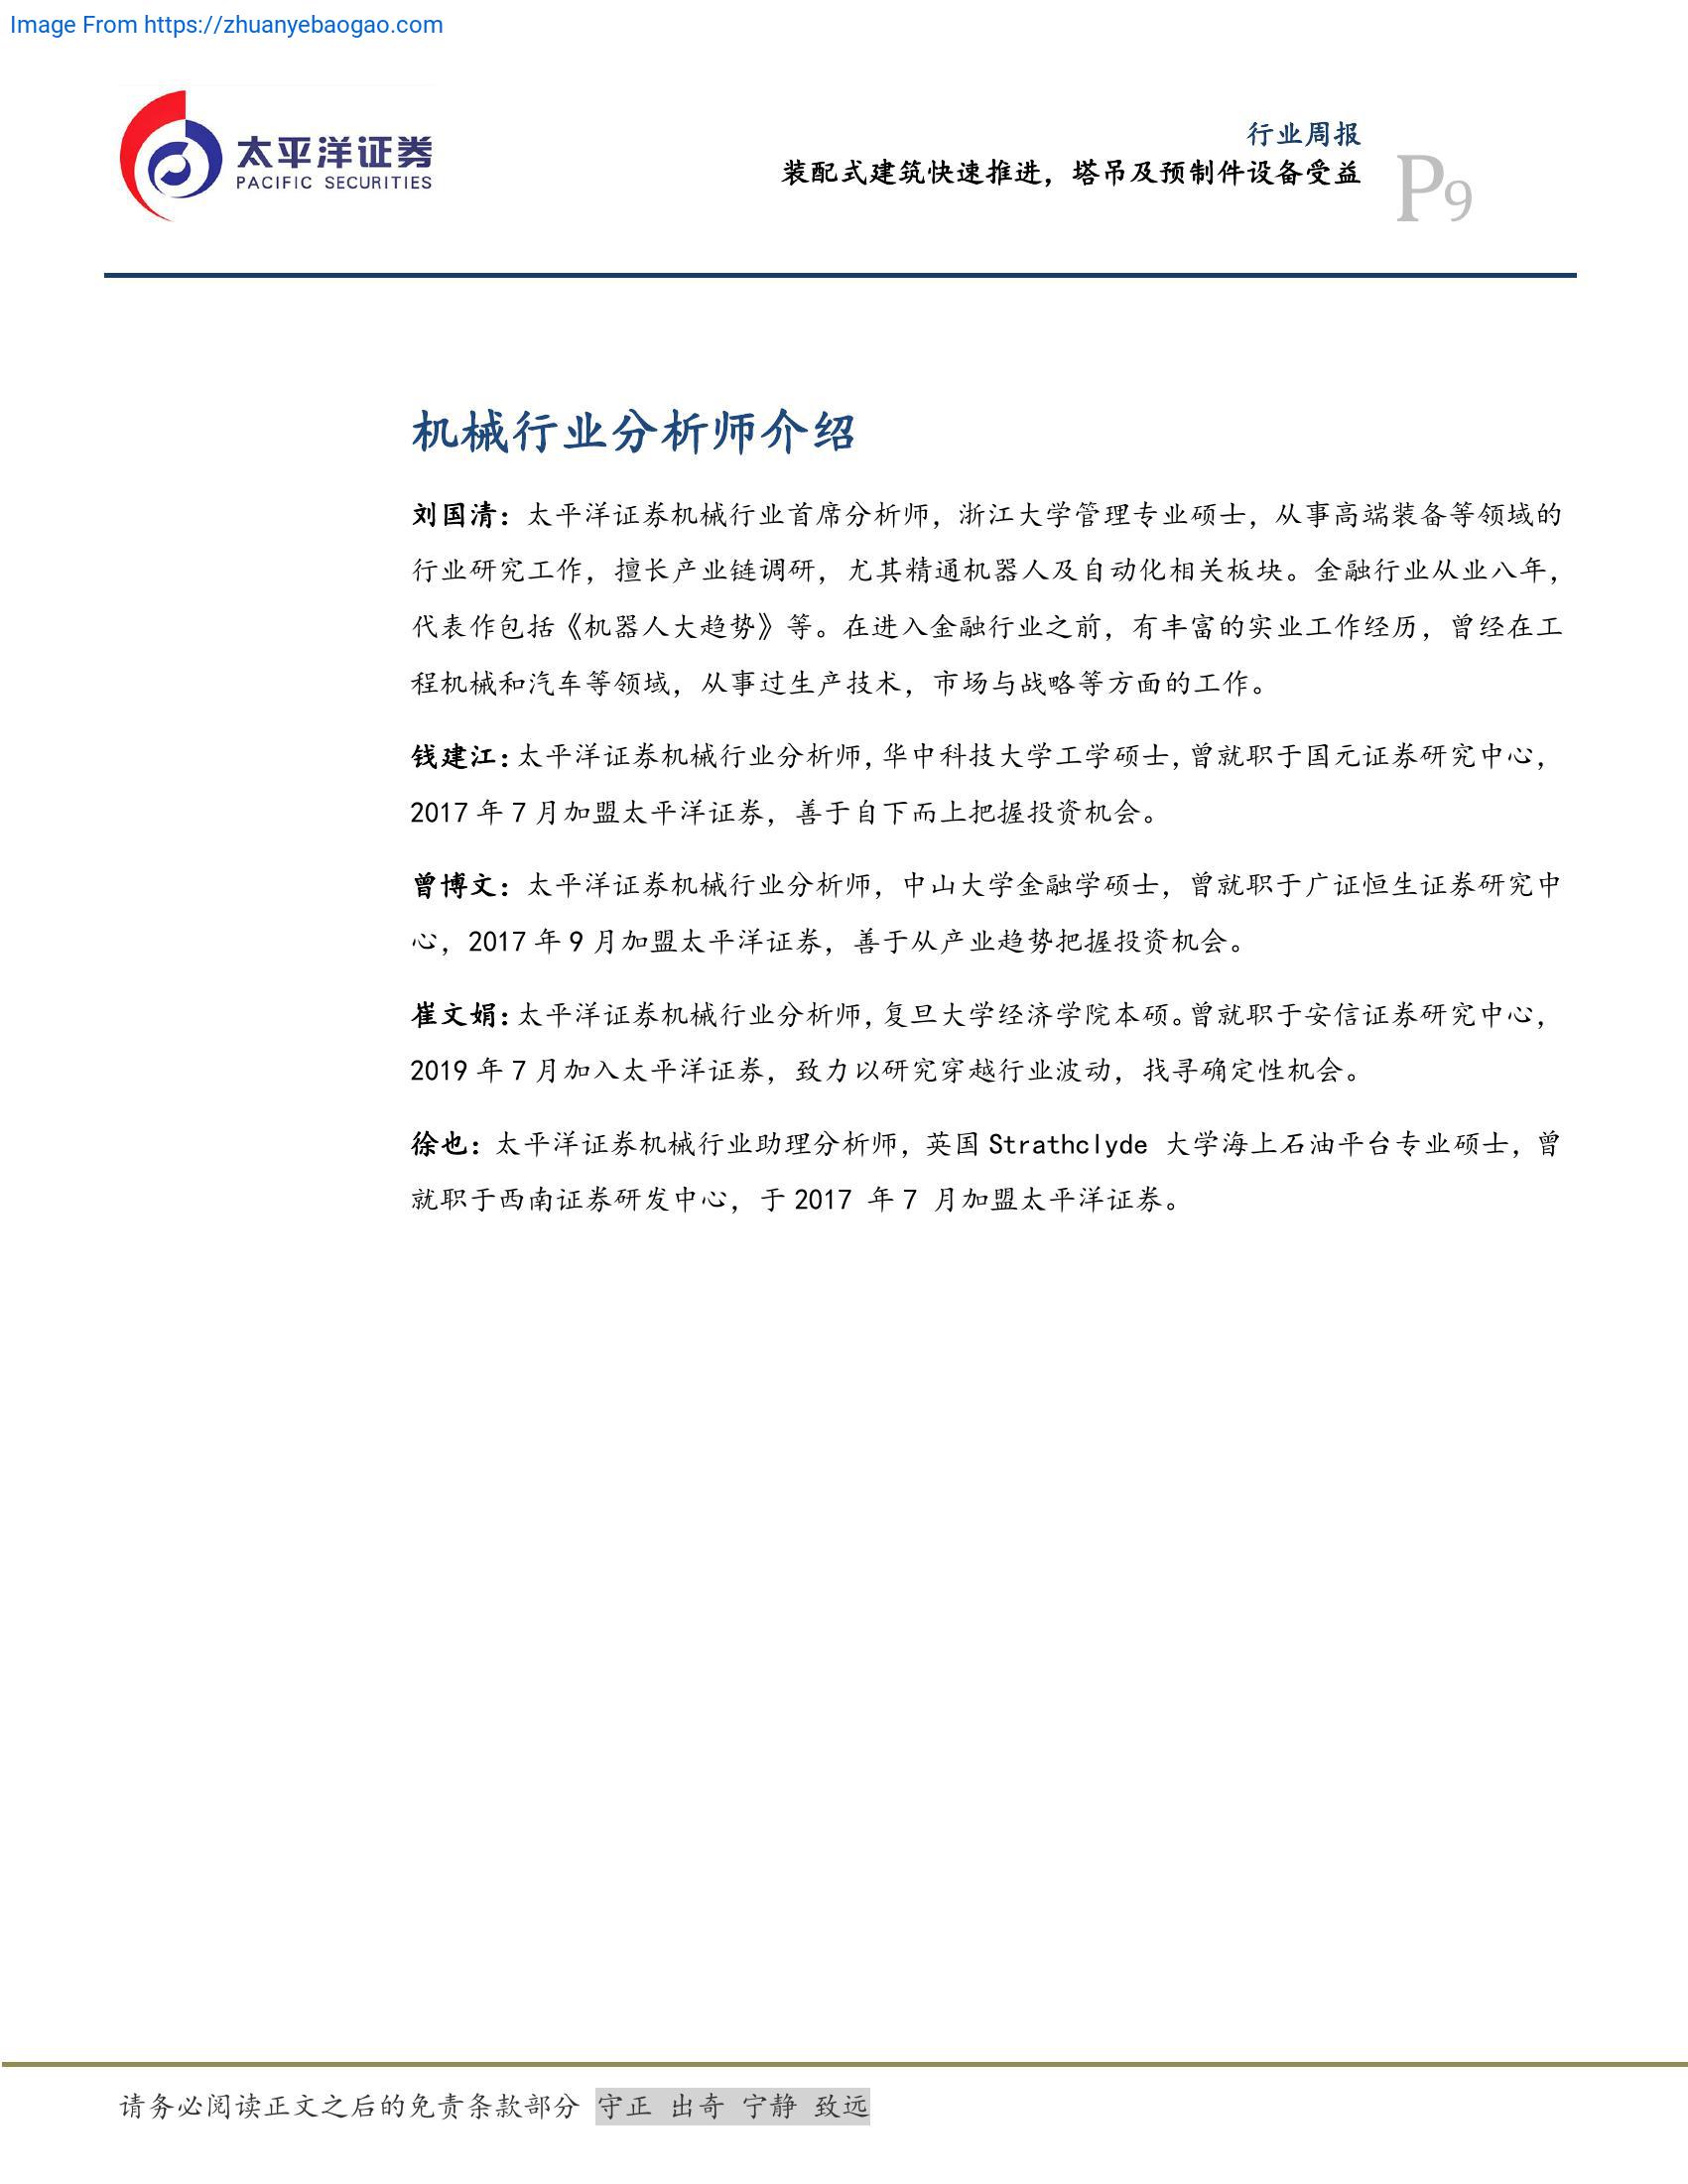 Image From https://zhuanyebaogao.com
太平洋证券
PACIFIC SECURITIES
行业周报
装配式建筑快速推进，塔吊及预制件设备受益
P9
机械行业分析师介绍
刘国清：太平洋证券机械行业首席分析师，浙江大学管理专业硕士，从事高端装备等领域的
行业研究工作，擅长产业链调研，尤其精通机器人及自动化相关板块。金融行业从业八年，
代表作包括《机器人大趋势》等。在进入金融行业之前，有丰富的实业工作经历，曾经在工
程机械和汽车等领域，从事过生产技术，市场与战略等方面的工作。
钱建江：太平洋证券机械行业分析师，华中科技大学工学硕士，曾就职于国元证券研究中心，
2017 年 7 月加盟太平洋证券，善于自下而上把握投资机会。
曾博文：太平洋证券机械行业分析师，中山大学金融学硕士，曾就职于广证恒生证券研究中
心，2017 年 9 月加盟太平洋证券，善于从产业趋势把握投资机会。
崔文娟：太平洋证券机械行业分析师，复旦大学经济学院本硕。曾就职于安信证券研究中心，
2019 年 7 月加入太平洋证券，致力以研究穿越行业波动，找寻确定性机会。
徐也：太平洋证券机械行业助理分析师，英国 Strathclyde 大学海上石油平台专业硕士，曾
就职于西南证券研发中心，于 2017 年 7 月加盟太平洋证券。
请务必阅读正文之后的免责条款部分 守正 出奇 宁静 致远